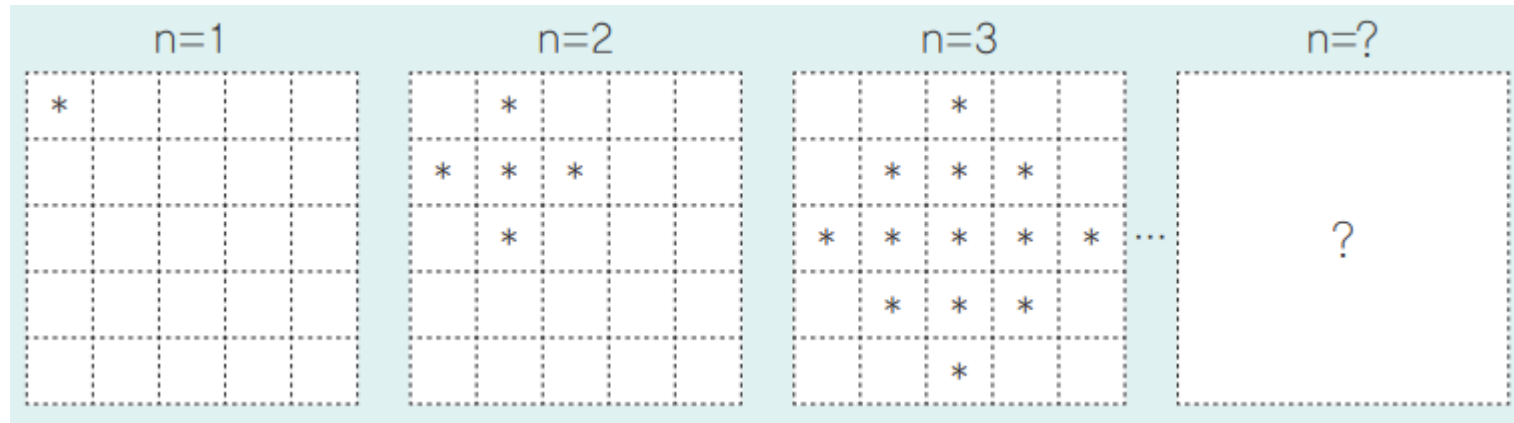 n=1 n=2 n=3 n=?
* * *
* * * * * *
* * * * * * … ?
* * *
*